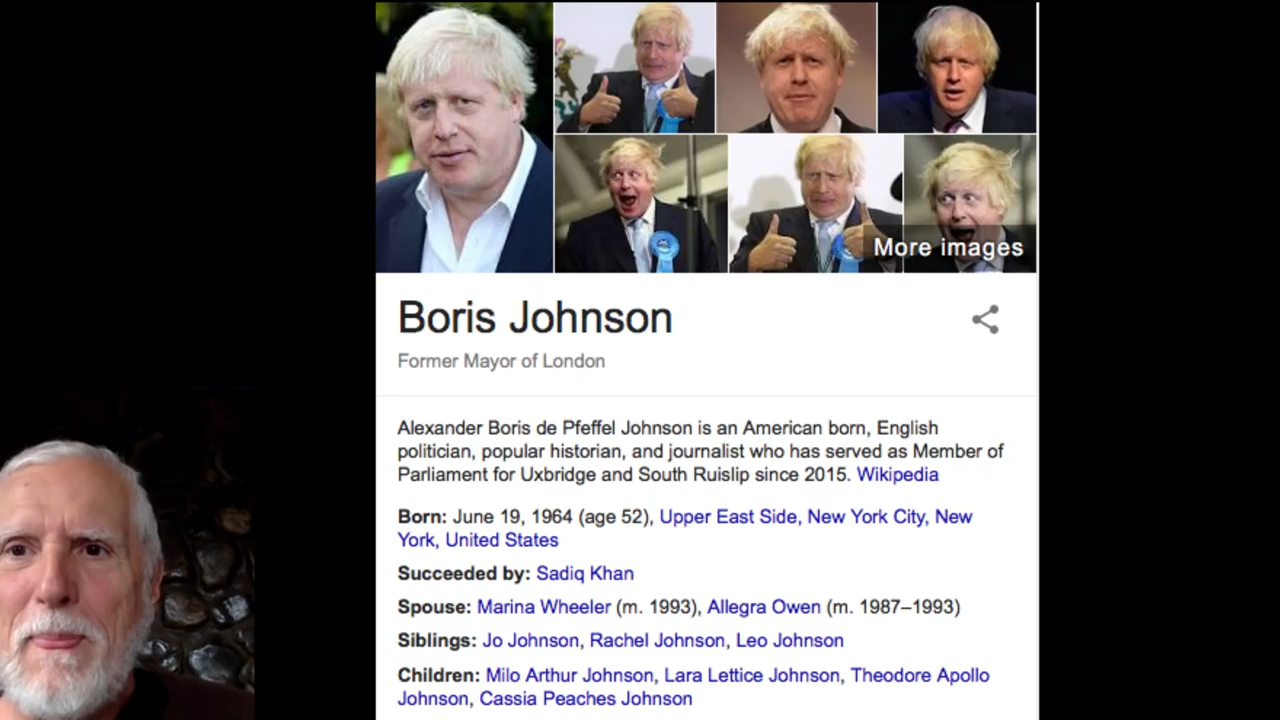 More images
Boris Johnson
Former Mayor of London
Alexander Boris de Pfeffel Johnson is an American born, English
politician, popular historian, and journalist who has served as Member of
Parliament for Uxbridge and South Ruislip since 2015. Wikipedia
Born: June 19, 1964 (age 52), Upper East Side, New York City, New
York, United States
Succeeded by: Sadiq Khan
Spouse: Marina Wheeler (m. 1993), Allegra Owen (m. 1987–1993)
Siblings: Jo Johnson, Rachel Johnson, Leo Johnson
Children: Milo Arthur Johnson, Lara Lettice Johnson, Theodore Apollo
Johnson, Cassia Peaches Johnson